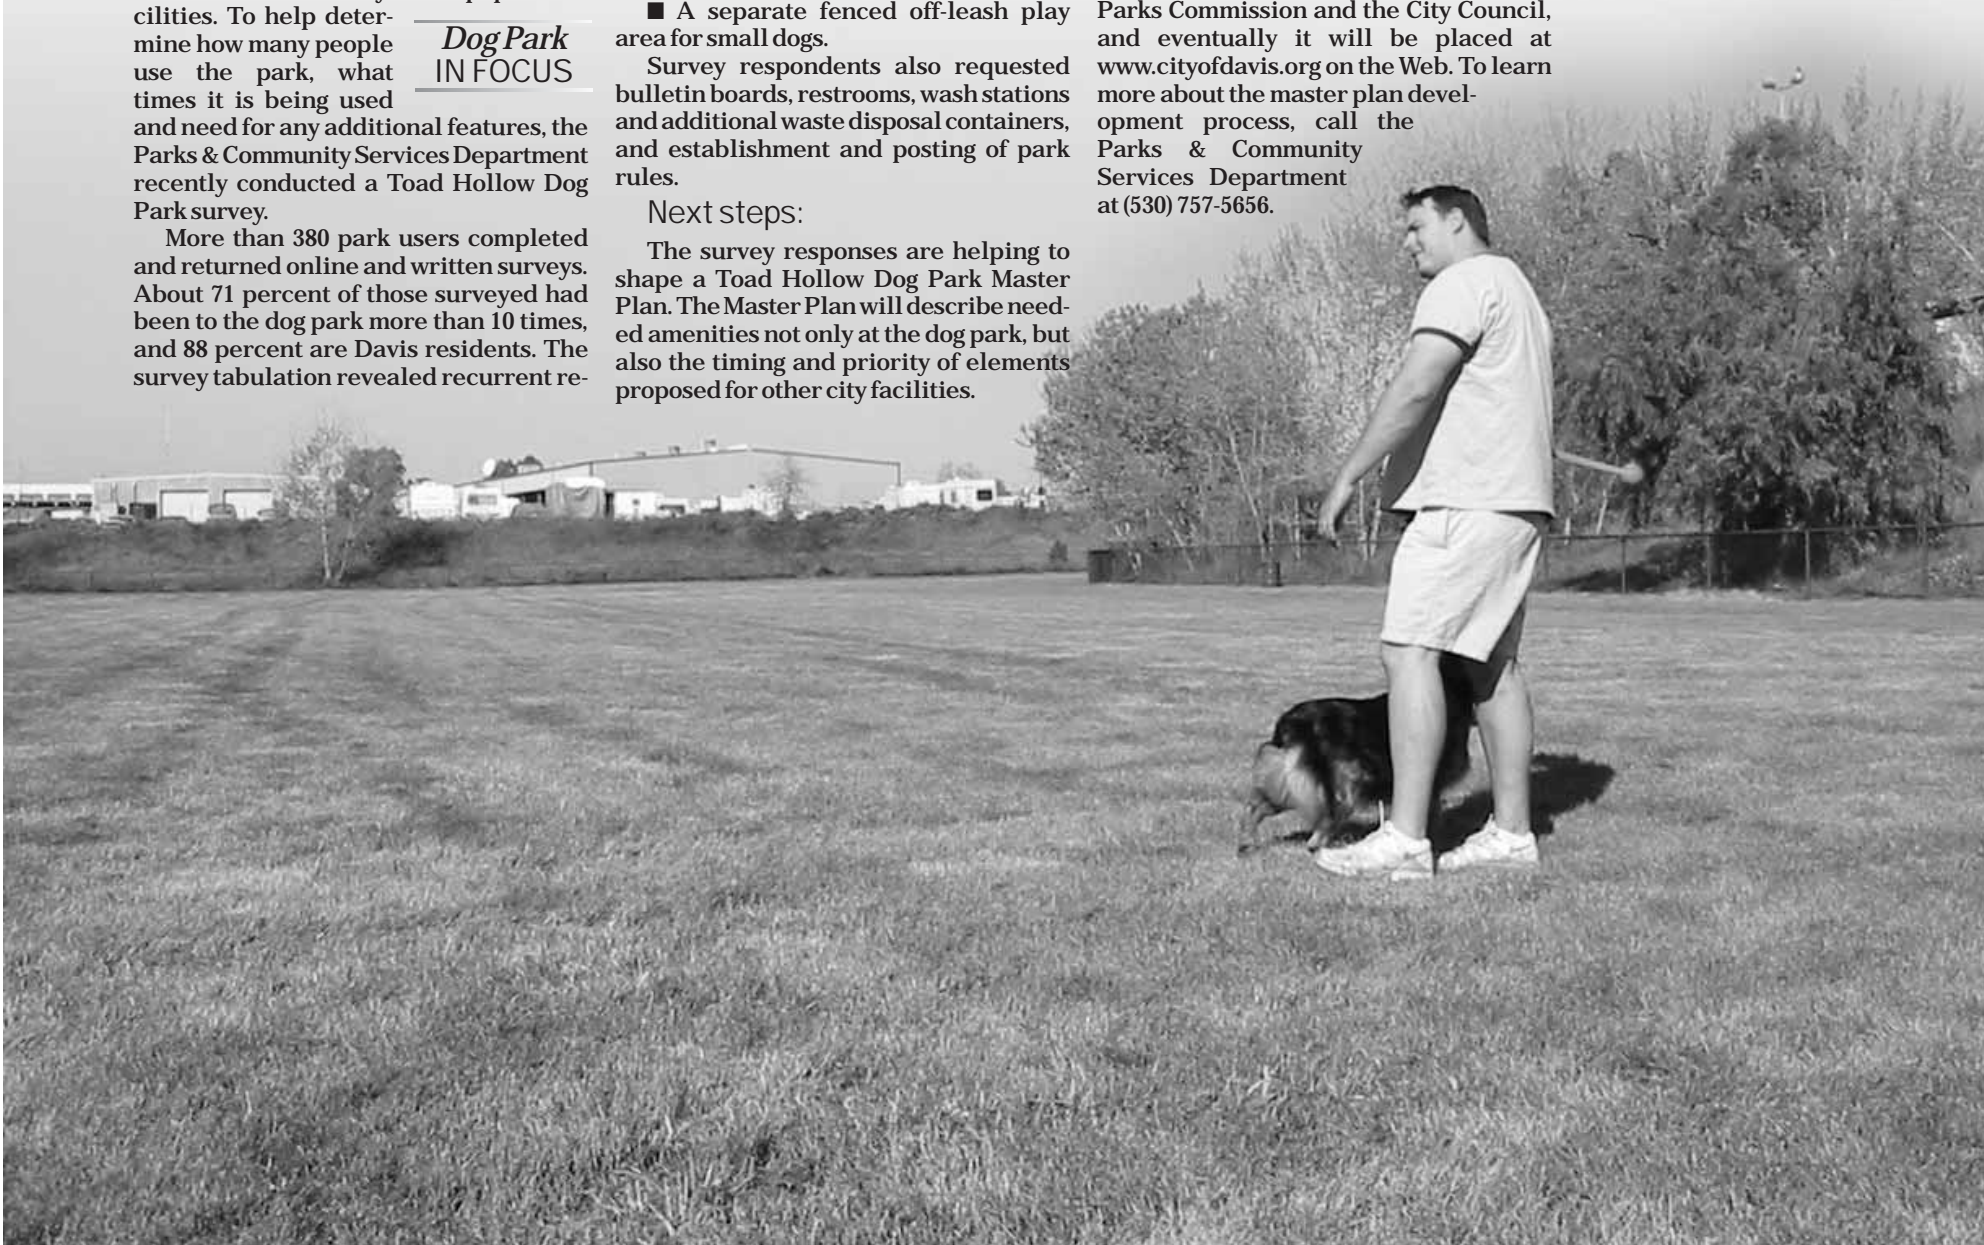 cilities. To help deter-
mine how many people
use the park, what
times it is being used
and need for any additional features, the
Parks & Community Services Department
recently conducted a Toad Hollow Dog
Park survey.
More than 380 park users completed
and returned online and written surveys.
About 71 percent of those surveyed had
been to the dog park more than 10 times,
and 88 percent are Davis residents. The
survey tabulation revealed recurrent re-
Dog Park
IN FOCUS
■ A separate fenced off-leash play
area for small dogs.
Survey respondents also requested
bulletin boards, restrooms, wash stations
and additional waste disposal containers,
and establishment and posting of park
rules.
Next steps:
The survey responses are helping to
shape a Toad Hollow Dog Park Master
Plan. The Master Plan will describe need-
ed amenities not only at the dog park, but
also the timing and priority of elements
proposed for other city facilities.
Parks Commission and the City Council,
and eventually it will be placed at
www.cityofdavis.org on the Web. To learn
more about the master plan devel-
opment process, call the
Parks & Community
Services Department
at (530) 757-5656.